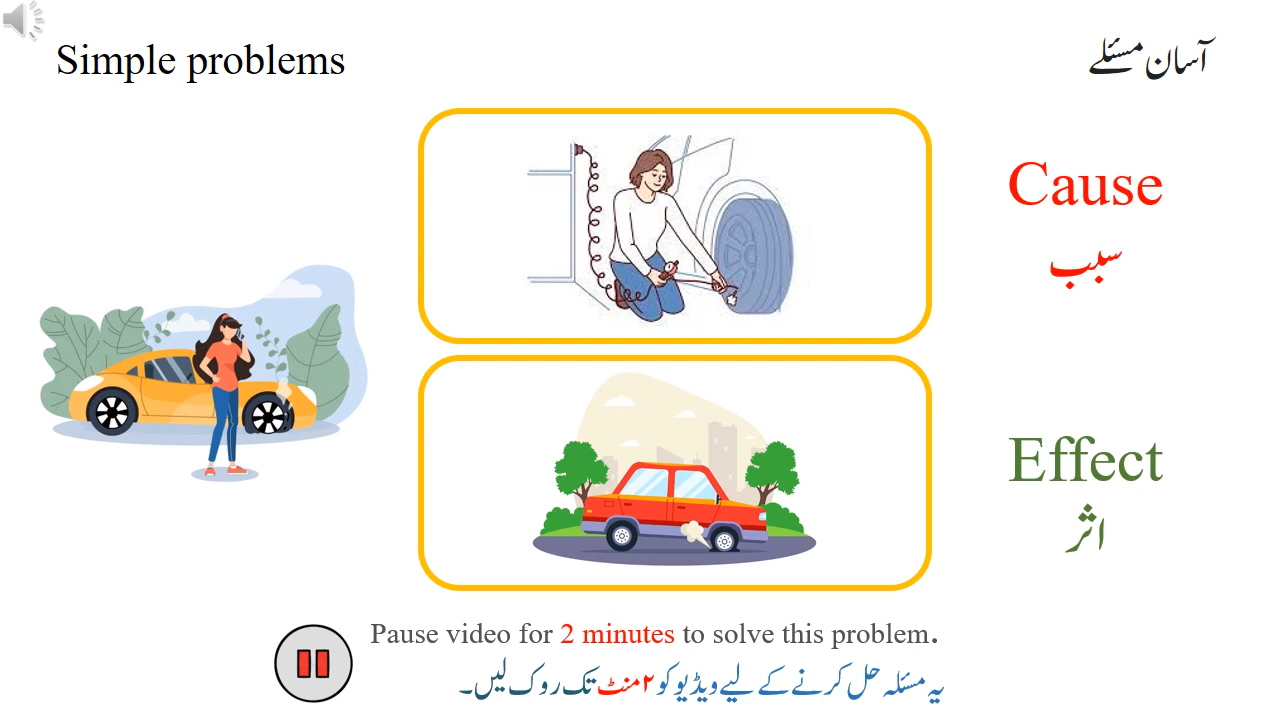 Simple problems
آسان مسئلے
Cause
سبب
Effect
اثر
Pause video for 2 minutes to solve this problem.
یہ مسئلہ حل کرنے کے لیے ویڈیو کو ۲ منٹ تک روک لیں۔